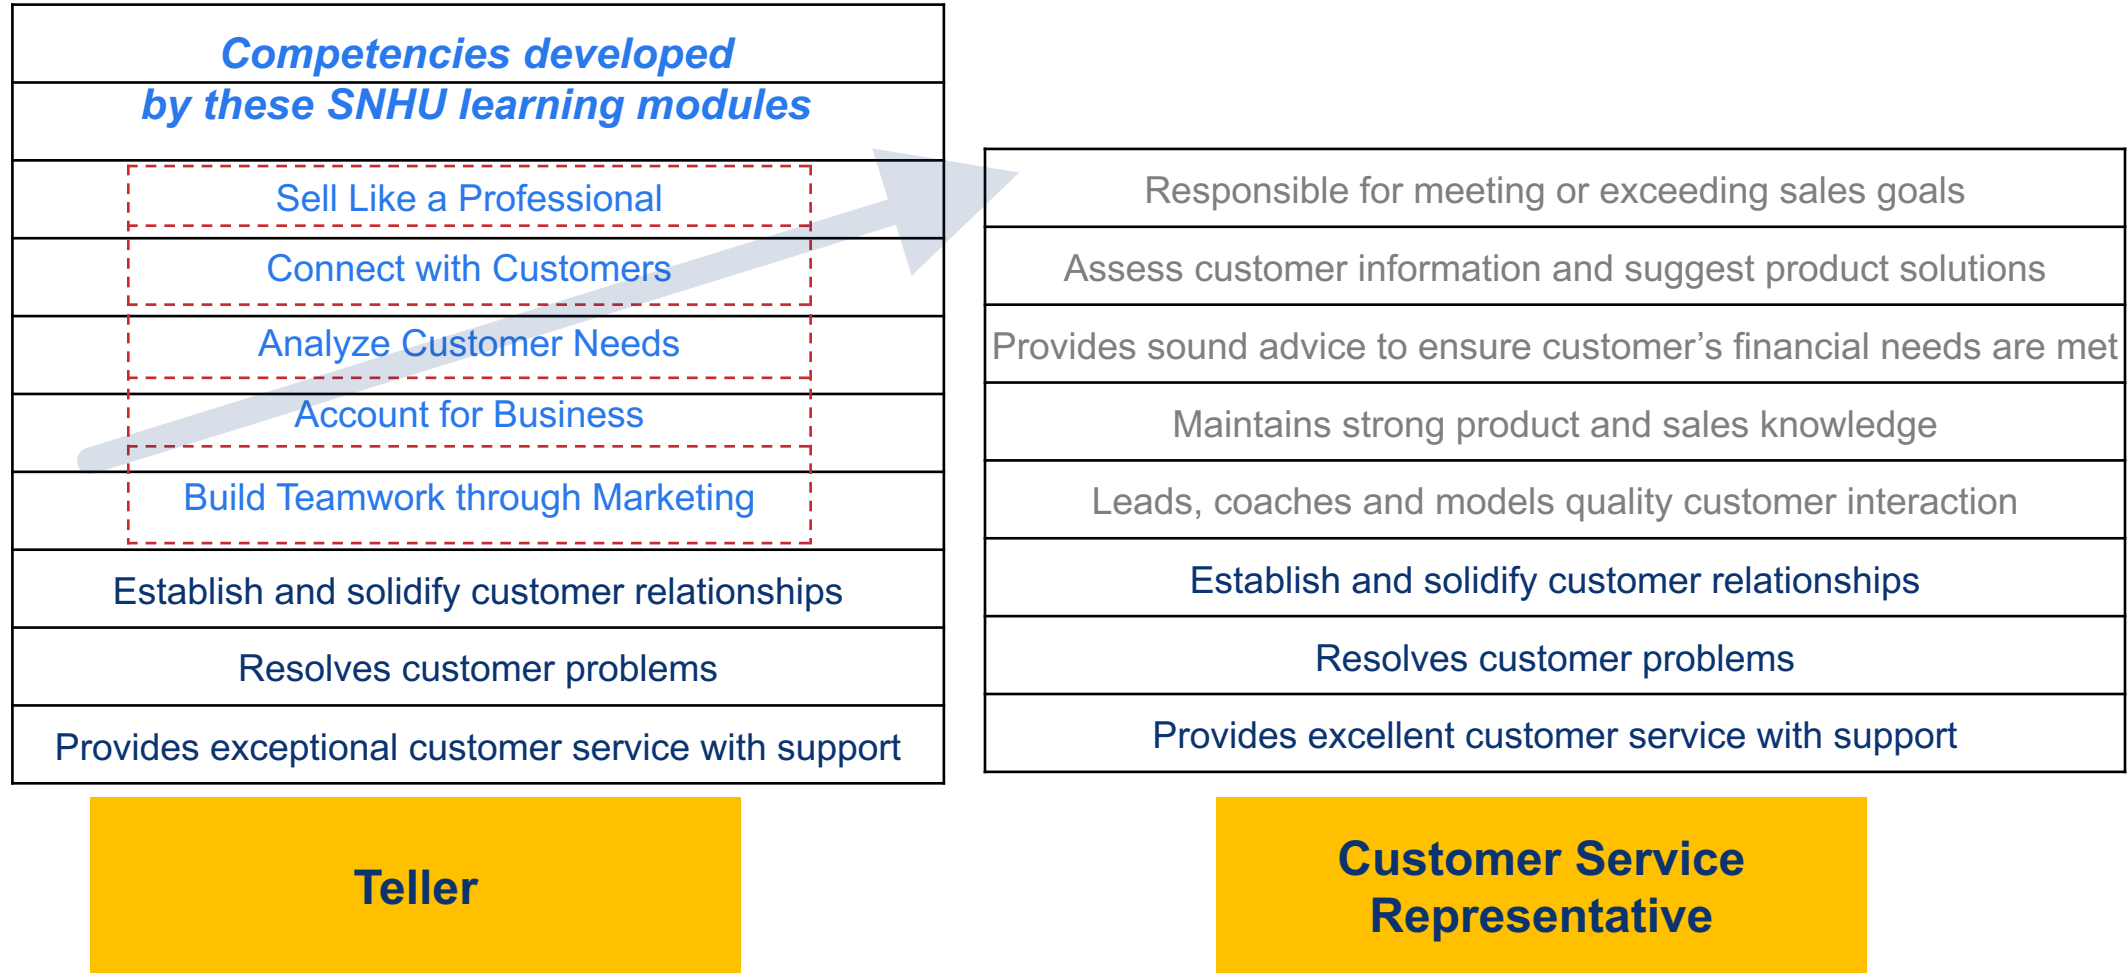 Competencies developed
by these SNHU learning modules
Sell Like a Professional
Connect with Customers
Analyze Customer Needs
Account for Business
Build Teamwork through Marketing
Establish and solidify customer relationships
Resolves customer problems
Provides exceptional customer service with support
Teller
Responsible for meeting or exceeding sales goals
Assess customer information and suggest product solutions
Provides sound advice to ensure customer’s financial needs are met
Maintains strong product and sales knowledge
Leads, coaches and models quality customer interaction
Establish and solidify customer relationships
Resolves customer problems
Provides excellent customer service with support
Customer Service
Representative